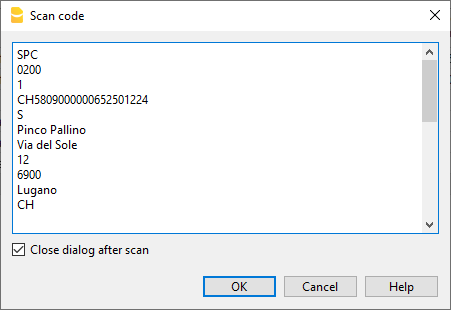 Scan code
SPC
0200
1
CH5809000000652501224
S
Pinco Pallino
Via del Sole
12
6900
Lugano
CH
Close dialog after scan
OK
Cancel
Help